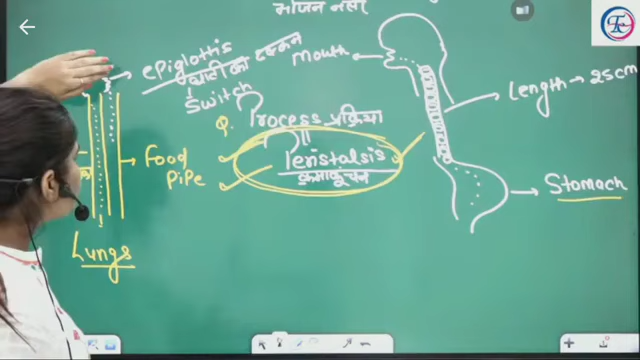 भोजन नली
epiglottis
घाटी का ढक्कन
Switch
mouth
Length → 25cm
Q. Process प्रक्रिया
Peristalsis
क्रमाकुंचन
Food
Pipe
Stomach
Lungs